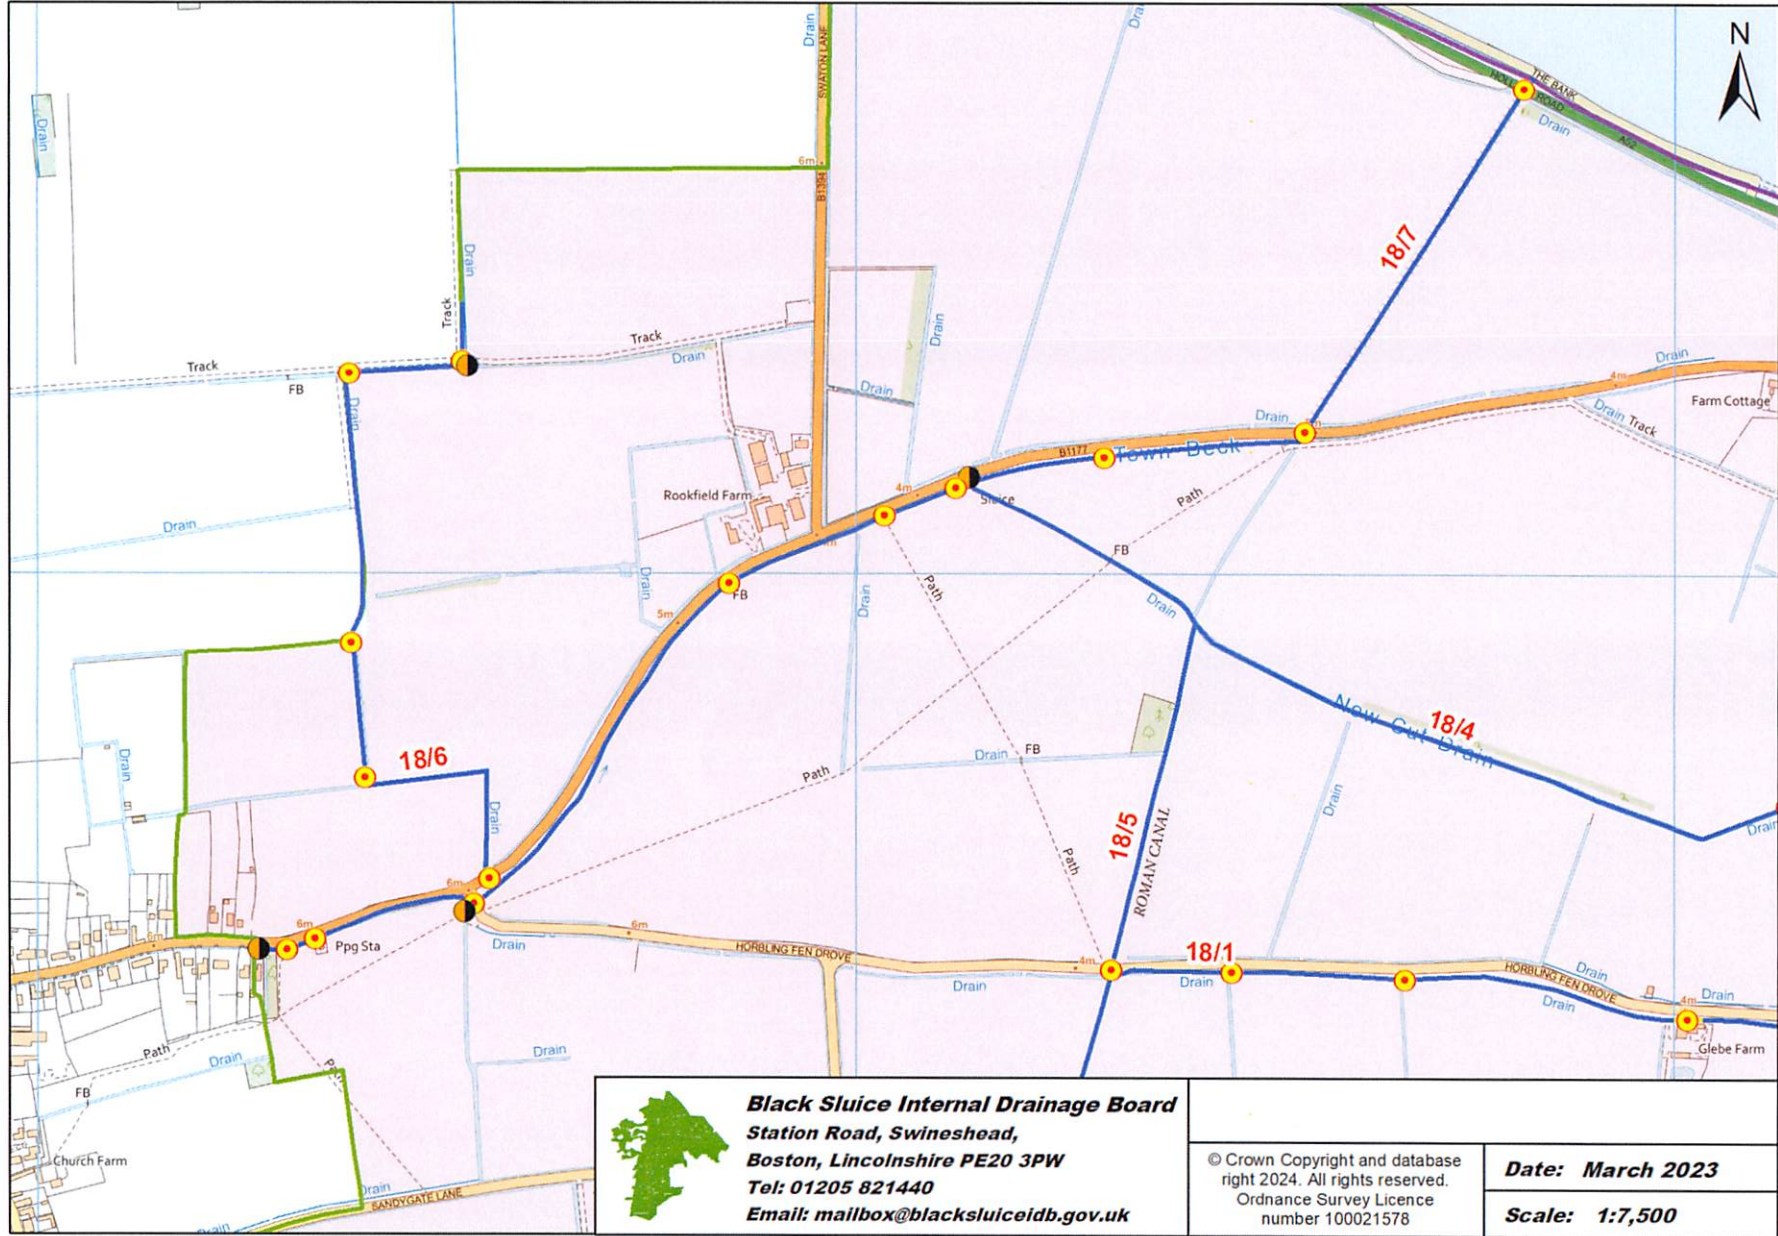 N
Drain
SWATON LANE
THE BANK
ROAD
Drain
A52
Drain
6m
B1394
Drain
18/7
Track
Track
Drain
Drain
Track
FB
Drain
Drain
Drain
4m
Farm Cottage
Drain
Track
Drain
B1177
Town Beck
Rookfield Farm
4m
Sluice
Path
Drain
FB
FB
Path
Drain
Drain
Drain
5m
New Cut Drain
18/4
Drain
FB
18/6
Path
Drain
Drain
Drain
Drain
18/5
ROMAN CANAL
Path
6m
6m
6m
6m
Ppg Sta
Drain
HORBLING FEN DROVE
4m
18/1
Drain
Drain
HORBLING FEN DROVE
Drain
Drain
4m
Drain
Glebe Farm
Path
Drain
Drain
FB
Church Farm
Drain
SANDYGATE LANE
Drain
Black Sluice Internal Drainage Board
Station Road, Swineshead,
Boston, Lincolnshire PE20 3PW
Tel: 01205 821440
Email: mailbox@blacksluiceidb.gov.uk
© Crown Copyright and database
right 2024. All rights reserved.
Ordnance Survey Licence
number 100021578
Date: March 2023
Scale: 1:7,500